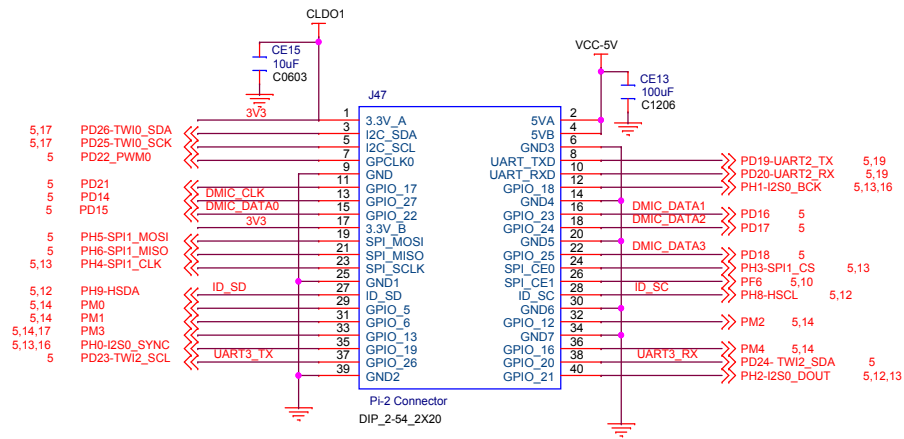 CLDO1
CE15
10uF
C0603
VCC-5V
CE13
100uF
C1206
J47
3V3 1 3.3V_A 5VA 2
5,17 PD26-TWI0_SDA 3 I2C_SDA 5VB 4
5,17 PD25-TWI0_SCK 5 I2C_SCL GND3 6
5 PD22_PWM0 7 GPCLK0 UART_TXD 8 PD19-UART2_TX 5,19
9 GND UART_RXD 10 PD20-UART2_RX 5,19
5 PD21 11 GPIO_17 GPIO_18 12 PH1-I2S0_BCK 5,13,16
5 PD14 DMIC_CLK 13 GPIO_27 GND4 14
5 PD15 DMIC_DATA0 15 GPIO_22 GPIO_23 16 DMIC_DATA1 PD16 5
3V3 17 3.3V_B GPIO_24 18 DMIC_DATA2 PD17 5
5 PH5-SPI1_MOSI 19 SPI_MOSI GND5 20
5 PH6-SPI1_MISO 21 SPI_MISO GPIO_25 22 DMIC_DATA3 PD18 5
5,13 PH4-SPI1_CLK 23 SPI_SCLK SPI_CE0 24 PH3-SPI1_CS 5,13
25 GND1 SPI_CE1 26 PF6 5,10
5,12 PH9-HSDA ID_SD 27 ID_SD ID_SC 28 ID_SC PH8-HSCL 5,12
5,14 PM0 29 GPIO_5 GND6 30
5,14 PM1 31 GPIO_6 GPIO_12 32 PM2 5,14
5,14,17 PM3 33 GPIO_13 GND7 34
5,13,16 PH0-I2S0_SYNC 35 GPIO_19 GPIO_16 36 PM4 5,14
5 PD23-TWI2_SCL UART3_TX 37 GPIO_26 GPIO_20 38 UART3_RX PD24- TWI2_SDA 5
39 GND2 GPIO_21 40 PH2-I2S0_DOUT 5,12,13
Pi-2 Connector
DIP_2-54_2X20